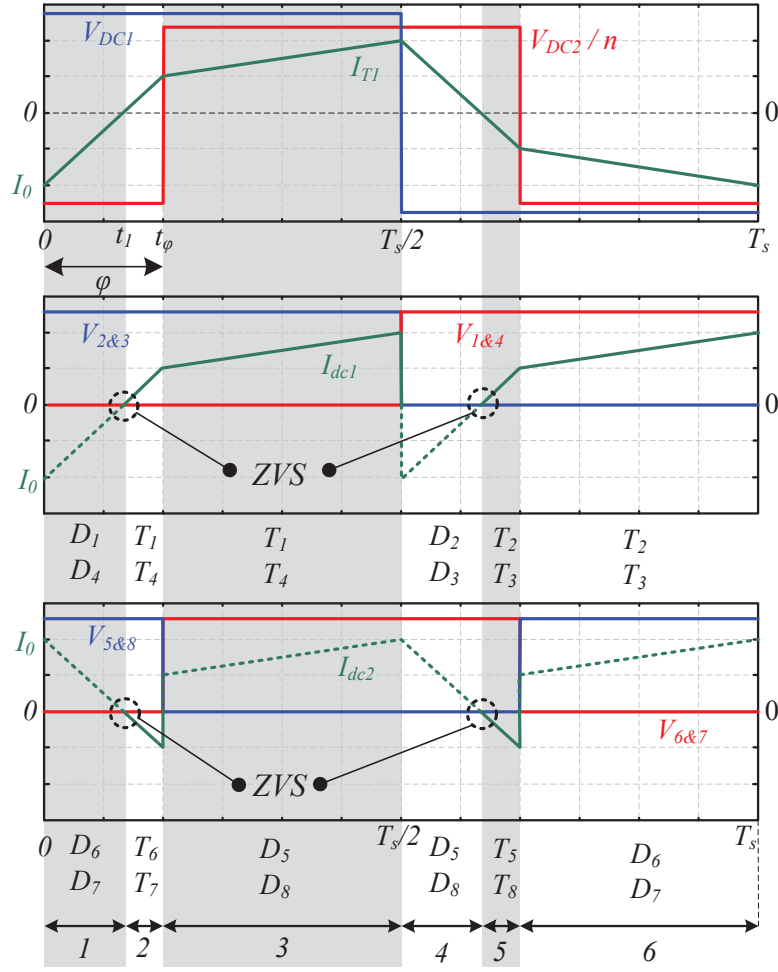 V_DC1 V_DC2 / n
I_T1
0 0
I_0
0 t_1 t_φ T_s/2 T_s
φ
V_2&3 V_1&4
I_dc1
0 0
I_0 ZVS
D_1 T_1 T_1 D_2 T_2 T_2
D_4 T_4 T_4 D_3 T_3 T_3
I_0 V_5&8
I_dc2
0 0
V_6&7
ZVS
0 T_s/2 T_s
D_6 T_6 D_5 D_5 T_5 D_6
D_7 T_7 D_8 D_8 T_8 D_7
1 2 3 4 5 6